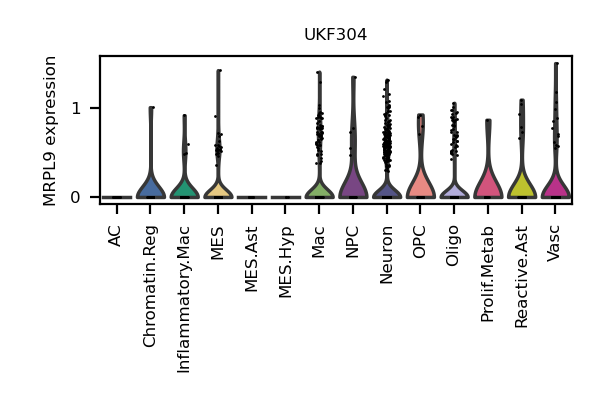 UKF304
MRPL9 expression
1
0
AC
Chromatin.Reg
Inflammatory.Mac
MES
MES.Ast
MES.Hyp
Mac
NPC
Neuron
OPC
Oligo
Prolif.Metab
Reactive.Ast
Vasc